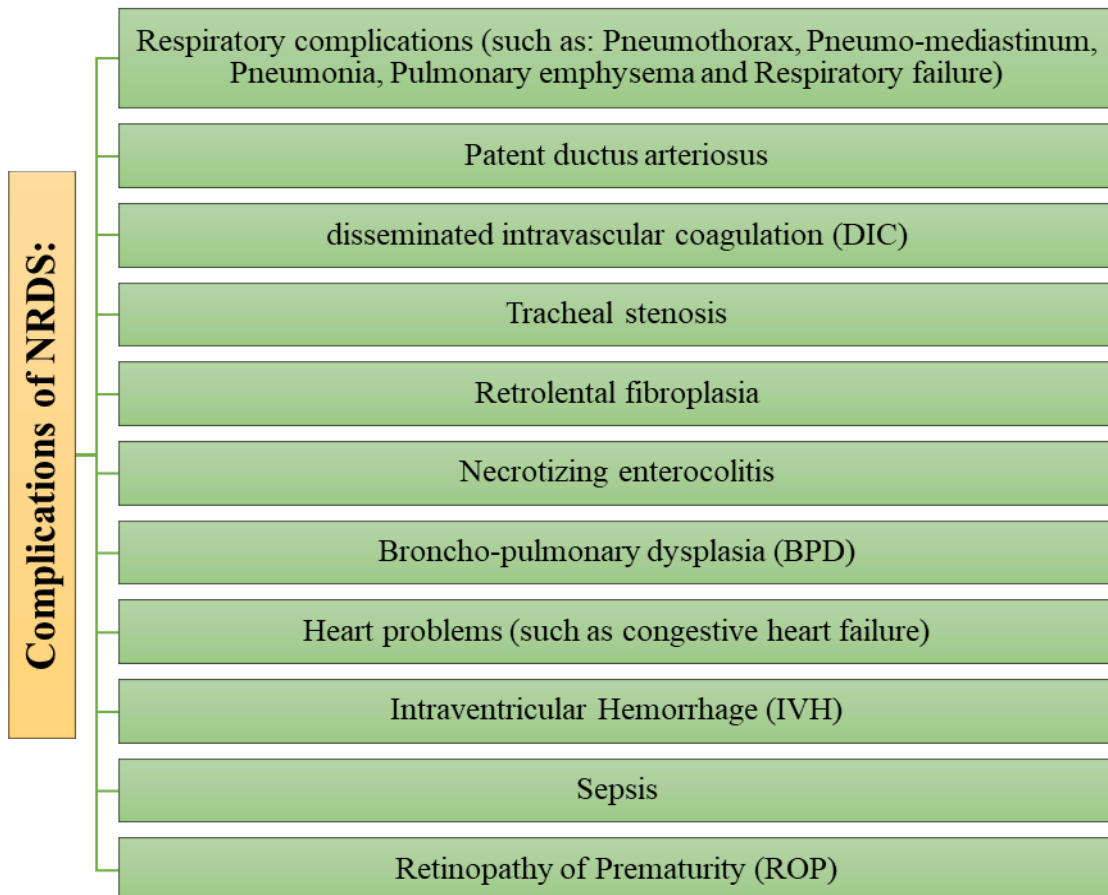 Complications of NRDS:
Respiratory complications (such as: Pneumothorax, Pneumo-mediastinum,
Pneumonia, Pulmonary emphysema and Respiratory failure)
Patent ductus arteriosus
disseminated intravascular coagulation (DIC)
Tracheal stenosis
Retrolental fibroplasia
Necrotizing enterocolitis
Broncho-pulmonary dysplasia (BPD)
Heart problems (such as congestive heart failure)
Intraventricular Hemorrhage (IVH)
Sepsis
Retinopathy of Prematurity (ROP)